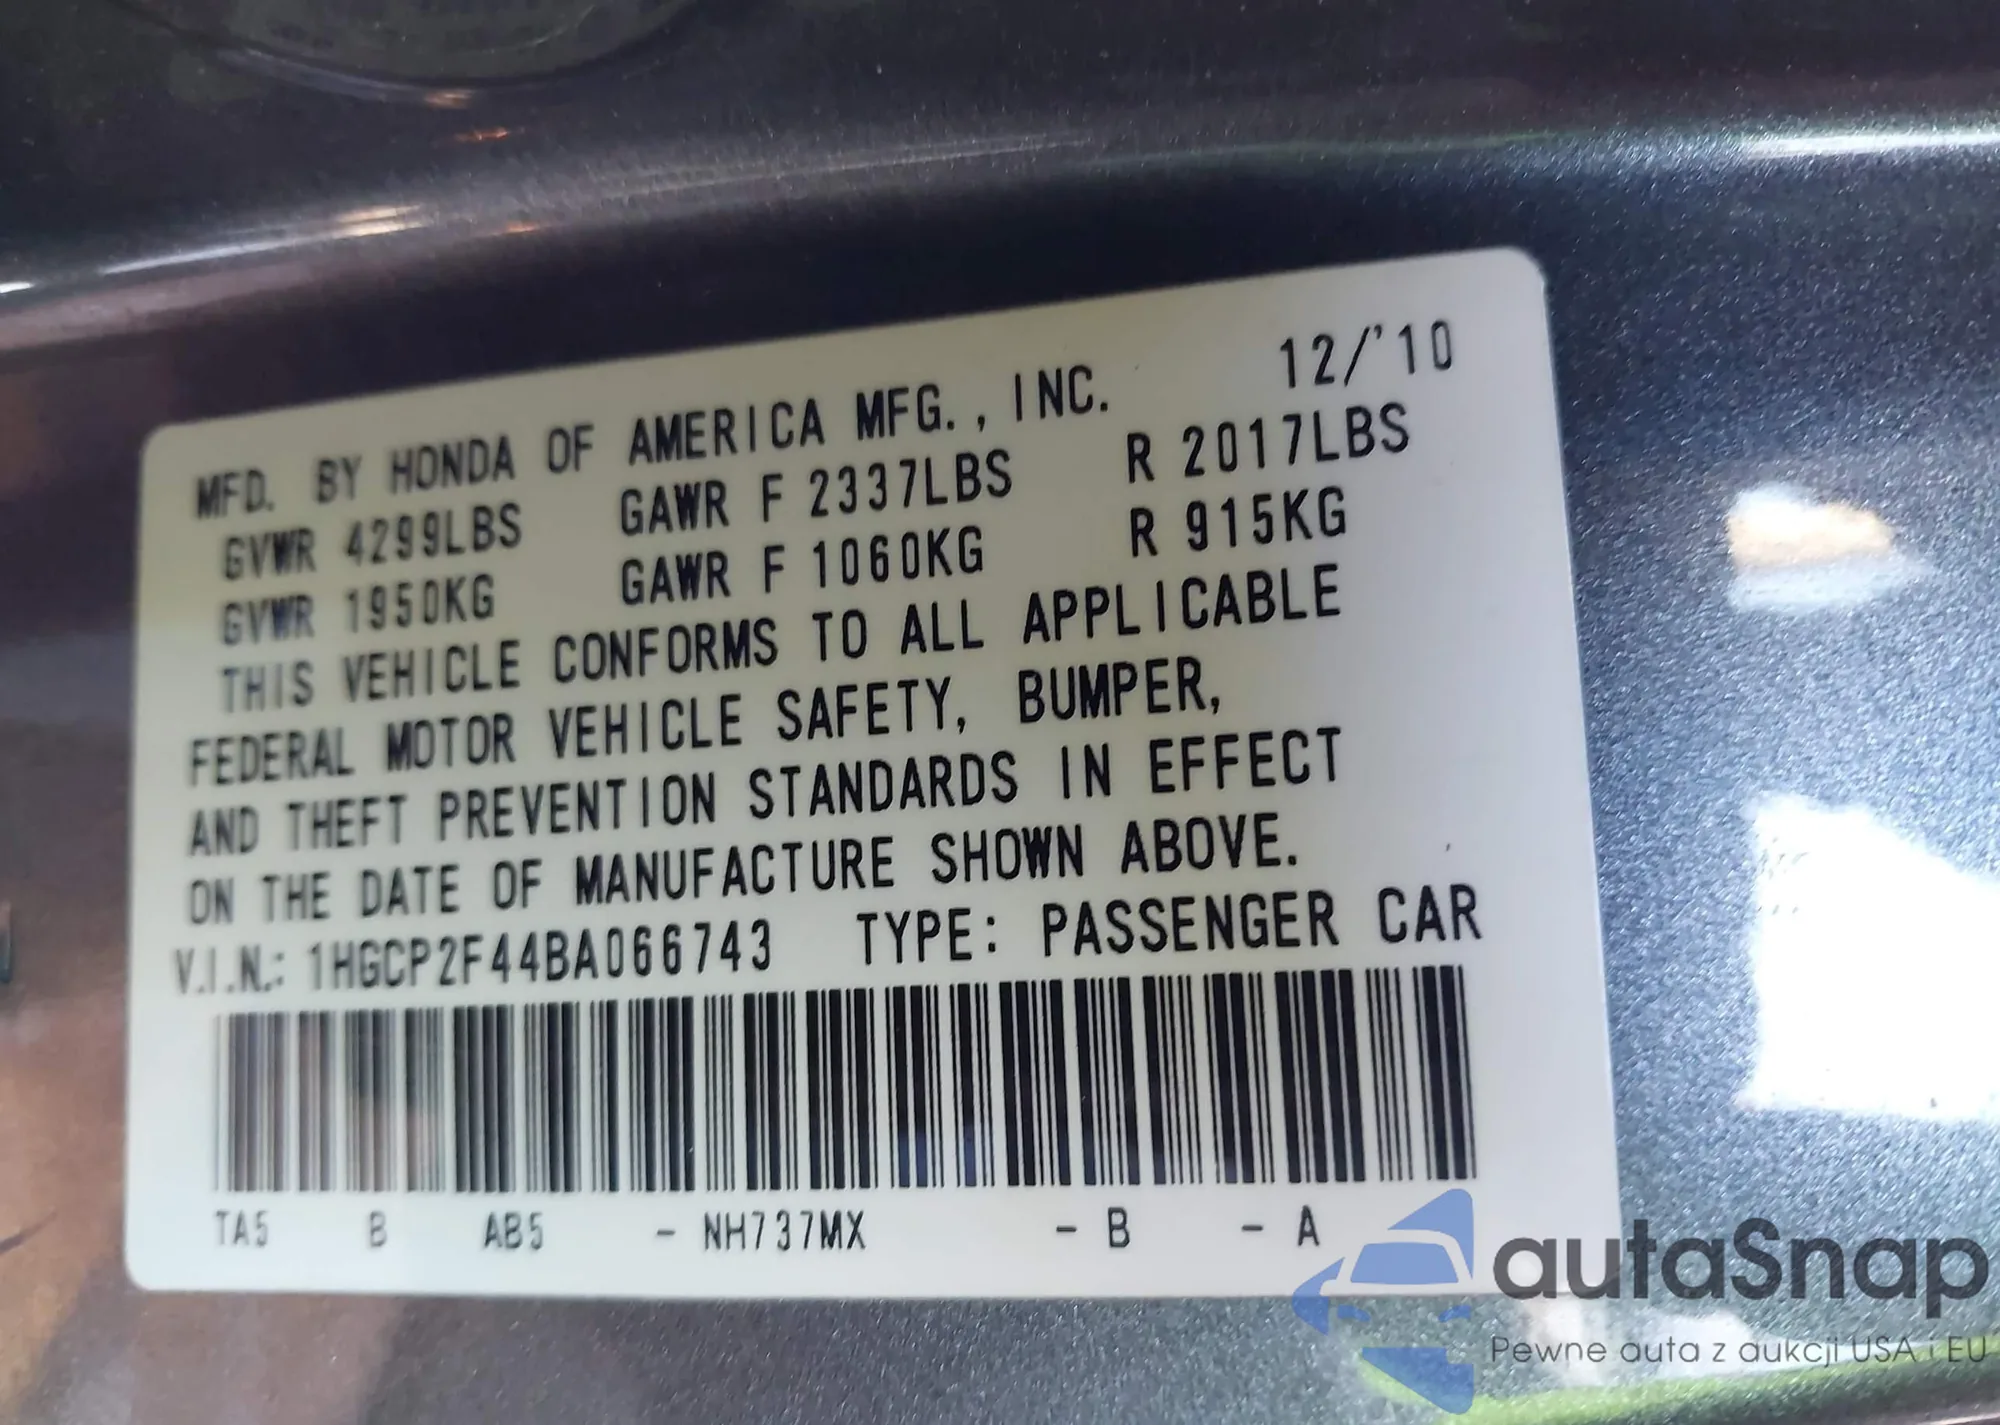 MFD. BY HONDA OF AMERICA MFG., INC. 12/'10
GVWR 4299LBS GAWR F 2337LBS R 2017LBS
GVWR 1950KG GAWR F 1060KG R 915KG
THIS VEHICLE CONFORMS TO ALL APPLICABLE
FEDERAL MOTOR VEHICLE SAFETY, BUMPER,
AND THEFT PREVENTION STANDARDS IN EFFECT
ON THE DATE OF MANUFACTURE SHOWN ABOVE.
V.I.N.: 1HGCP2F44BA066743 TYPE: PASSENGER CAR
TA5 B AB5 - NH737MX - B - A
autaSnap
Pewne auta z aukcji USA i EU